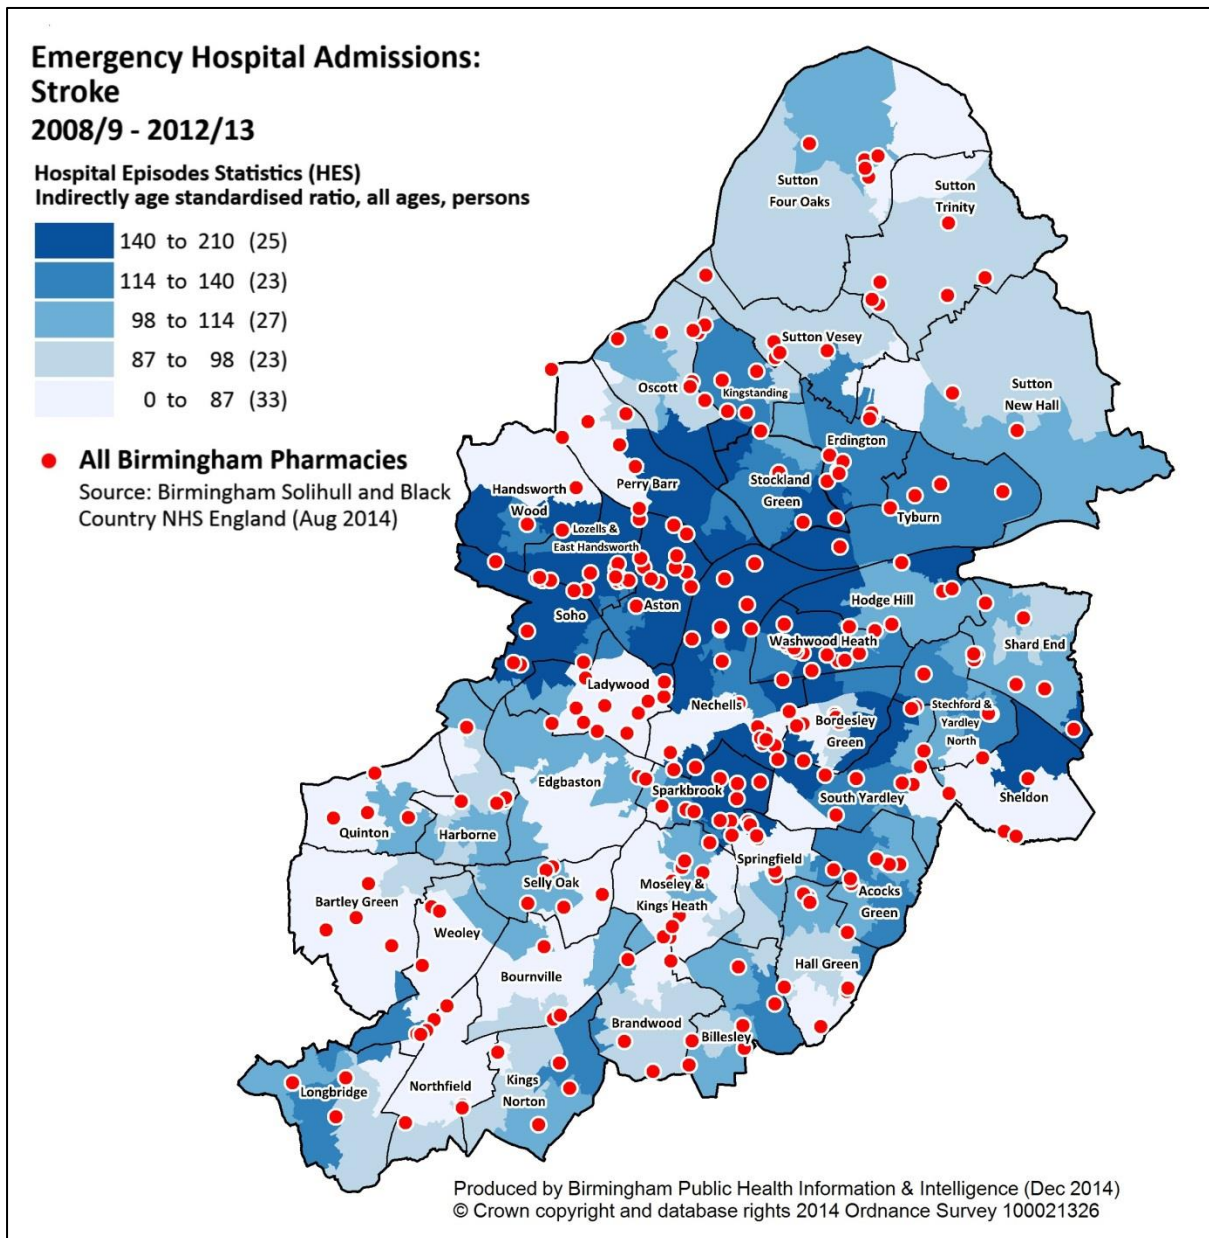 Emergency Hospital Admissions:
Stroke
2008/9 - 2012/13
Hospital Episodes Statistics (HES)
Indirectly age standardised ratio, all ages, persons
140 to 210 (25)
114 to 140 (23)
98 to 114 (27)
87 to 98 (23)
0 to 87 (33)
All Birmingham Pharmacies
Source: Birmingham Solihull and Black
Country NHS England (Aug 2014)
Sutton
Four Oaks
Sutton
Trinity
Sutton Vesey
Sutton
New Hall
Oscott
Kingstanding
Erdington
Perry Barr
Stockland
Green
Tyburn
Handsworth
Wood
Lozells &
East Handsworth
Aston
Soho
Hodge Hill
Washwood Heath
Shard End
Ladywood
Nechells
Bordesley
Green
Stechford &
Yardley
North
Edgbaston
Sparkbrook
South Yardley
Sheldon
Quinton
Harborne
Springfield
Selly Oak
Moseley &
Kings Heath
Acocks
Green
Bartley Green
Weoley
Bournville
Hall Green
Brandwood
Billesley
Longbridge
Northfield
Kings
Norton
Produced by Birmingham Public Health Information & Intelligence (Dec 2014)
© Crown copyright and database rights 2014 Ordnance Survey 100021326